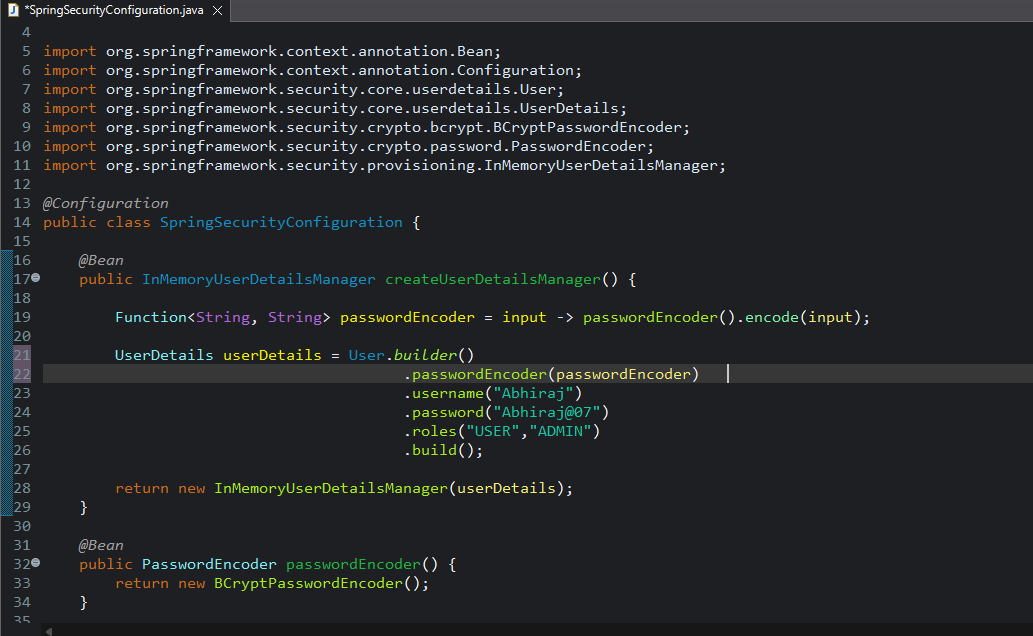 *SpringSecurityConfiguration.java
4
5 import org.springframework.context.annotation.Bean;
6 import org.springframework.context.annotation.Configuration;
7 import org.springframework.security.core.userdetails.User;
8 import org.springframework.security.core.userdetails.UserDetails;
9 import org.springframework.security.crypto.bcrypt.BCryptPasswordEncoder;
10 import org.springframework.security.crypto.password.PasswordEncoder;
11 import org.springframework.security.provisioning.InMemoryUserDetailsManager;
12
13 @Configuration
14 public class SpringSecurityConfiguration {
15
16 @Bean
17 public InMemoryUserDetailsManager createUserDetailsManager() {
18
19 Function<String, String> passwordEncoder = input -> passwordEncoder().encode(input);
20
21 UserDetails userDetails = User.builder()
22 .passwordEncoder(passwordEncoder)
23 .username("Abhiraj")
24 .password("Abhiraj@07")
25 .roles("USER","ADMIN")
26 .build();
27
28 return new InMemoryUserDetailsManager(userDetails);
29 }
30
31 @Bean
32 public PasswordEncoder passwordEncoder() {
33 return new BCryptPasswordEncoder();
34 }
35